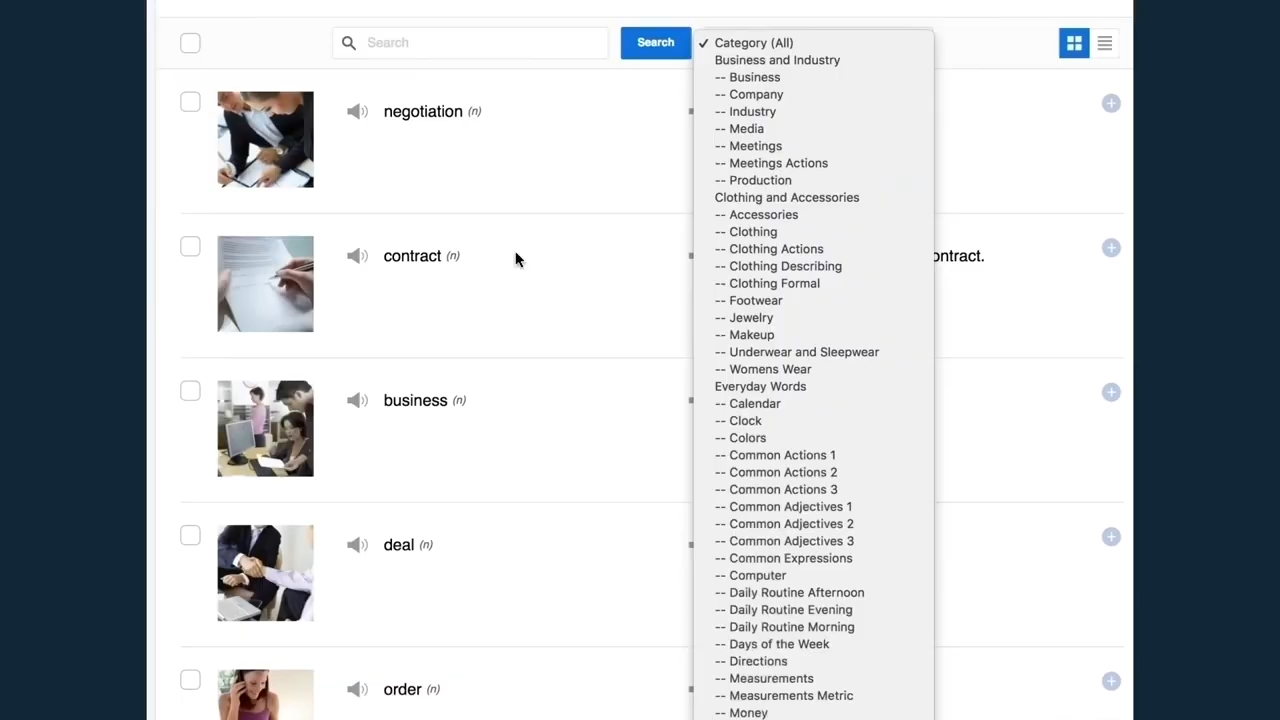 Search
Search
✓ Category (All)
Business and Industry
-- Business
-- Company
-- Industry
-- Media
-- Meetings
-- Meetings Actions
-- Production
Clothing and Accessories
-- Accessories
-- Clothing
-- Clothing Actions
-- Clothing Describing
-- Clothing Formal
-- Footwear
-- Jewelry
-- Makeup
-- Underwear and Sleepwear
-- Womens Wear
Everyday Words
-- Calendar
-- Clock
-- Colors
-- Common Actions 1
-- Common Actions 2
-- Common Actions 3
-- Common Adjectives 1
-- Common Adjectives 2
-- Common Adjectives 3
-- Common Expressions
-- Computer
-- Daily Routine Afternoon
-- Daily Routine Evening
-- Daily Routine Morning
-- Days of the Week
-- Directions
-- Measurements
-- Measurements Metric
-- Money
negotiation (n)
contract (n)
ontract.
business (n)
deal (n)
order (n)